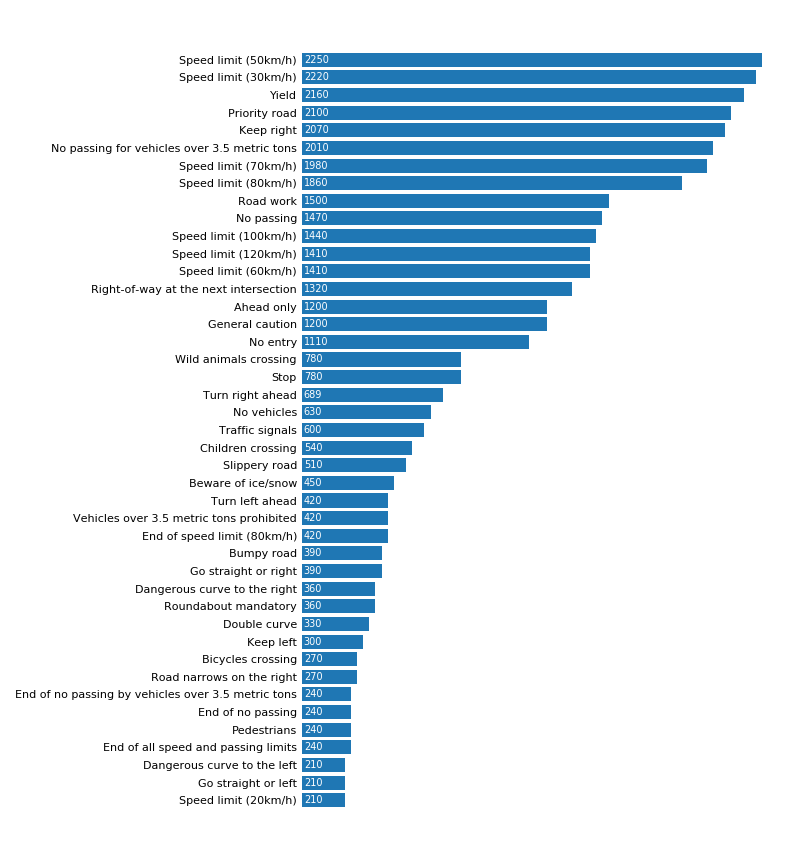 Speed limit (50km/h) 2250
Speed limit (30km/h) 2220
Yield 2160
Priority road 2100
Keep right 2070
No passing for vehicles over 3.5 metric tons 2010
Speed limit (70km/h) 1980
Speed limit (80km/h) 1860
Road work 1500
No passing 1470
Speed limit (100km/h) 1440
Speed limit (120km/h) 1410
Speed limit (60km/h) 1410
Right-of-way at the next intersection 1320
Ahead only 1200
General caution 1200
No entry 1110
Wild animals crossing 780
Stop 780
Turn right ahead 689
No vehicles 630
Traffic signals 600
Children crossing 540
Slippery road 510
Beware of ice/snow 450
Turn left ahead 420
Vehicles over 3.5 metric tons prohibited 420
End of speed limit (80km/h) 420
Bumpy road 390
Go straight or right 390
Dangerous curve to the right 360
Roundabout mandatory 360
Double curve 330
Keep left 300
Bicycles crossing 270
Road narrows on the right 270
End of no passing by vehicles over 3.5 metric tons 240
End of no passing 240
Pedestrians 240
End of all speed and passing limits 240
Dangerous curve to the left 210
Go straight or left 210
Speed limit (20km/h) 210